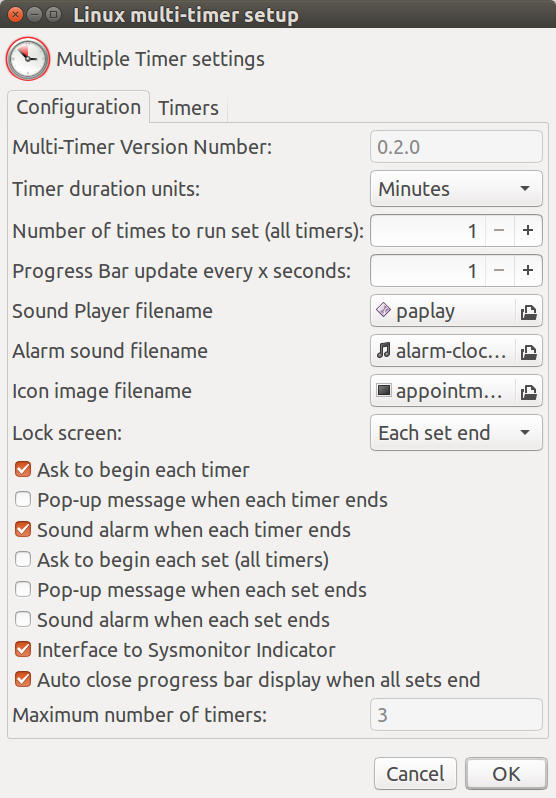 Linux multi-timer setup
Multiple Timer settings
Configuration Timers
Multi-Timer Version Number: 0.2.0
Timer duration units: Minutes
Number of times to run set (all timers): 1 − +
Progress Bar update every x seconds: 1 − +
Sound Player filename paplay
Alarm sound filename alarm-cloc...
Icon image filename appointm...
Lock screen: Each set end
Ask to begin each timer
Pop-up message when each timer ends
Sound alarm when each timer ends
Ask to begin each set (all timers)
Pop-up message when each set ends
Sound alarm when each set ends
Interface to Sysmonitor Indicator
Auto close progress bar display when all sets end
Maximum number of timers: 3
Cancel OK